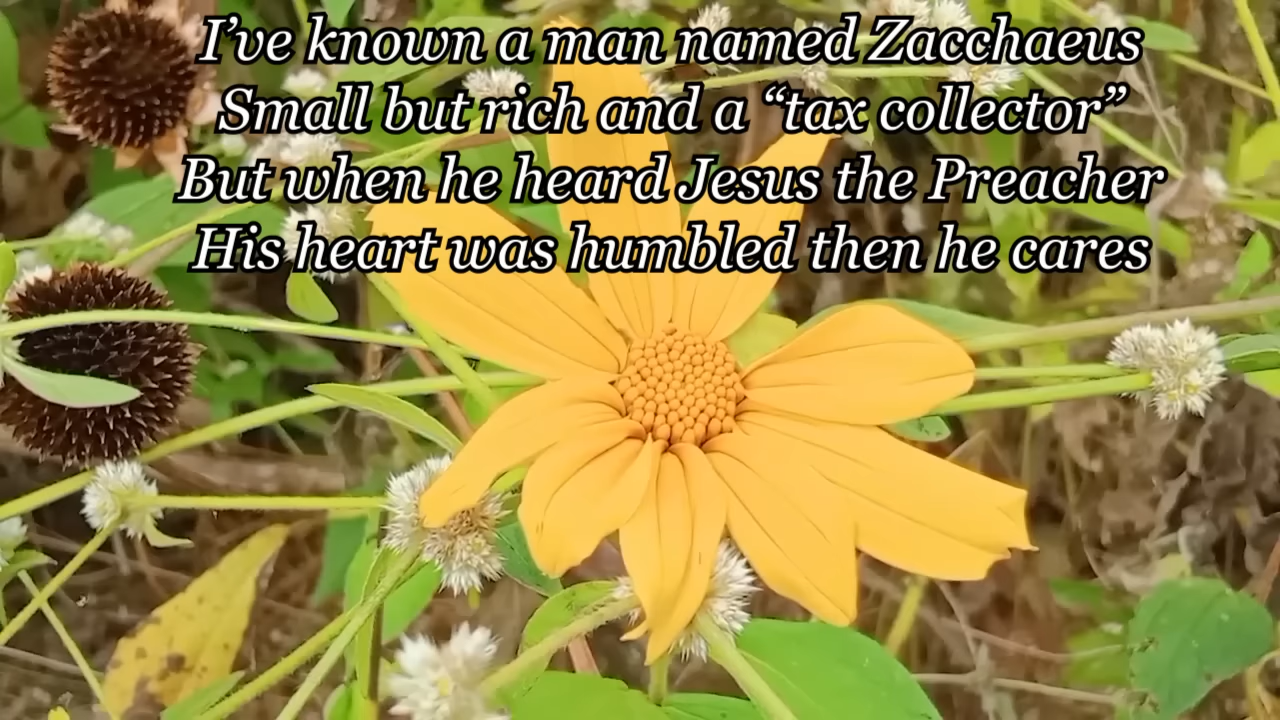 I’ve known a man named Zacchaeus
Small but rich and a “tax collector”
But when he heard Jesus the Preacher
His heart was humbled then he cares